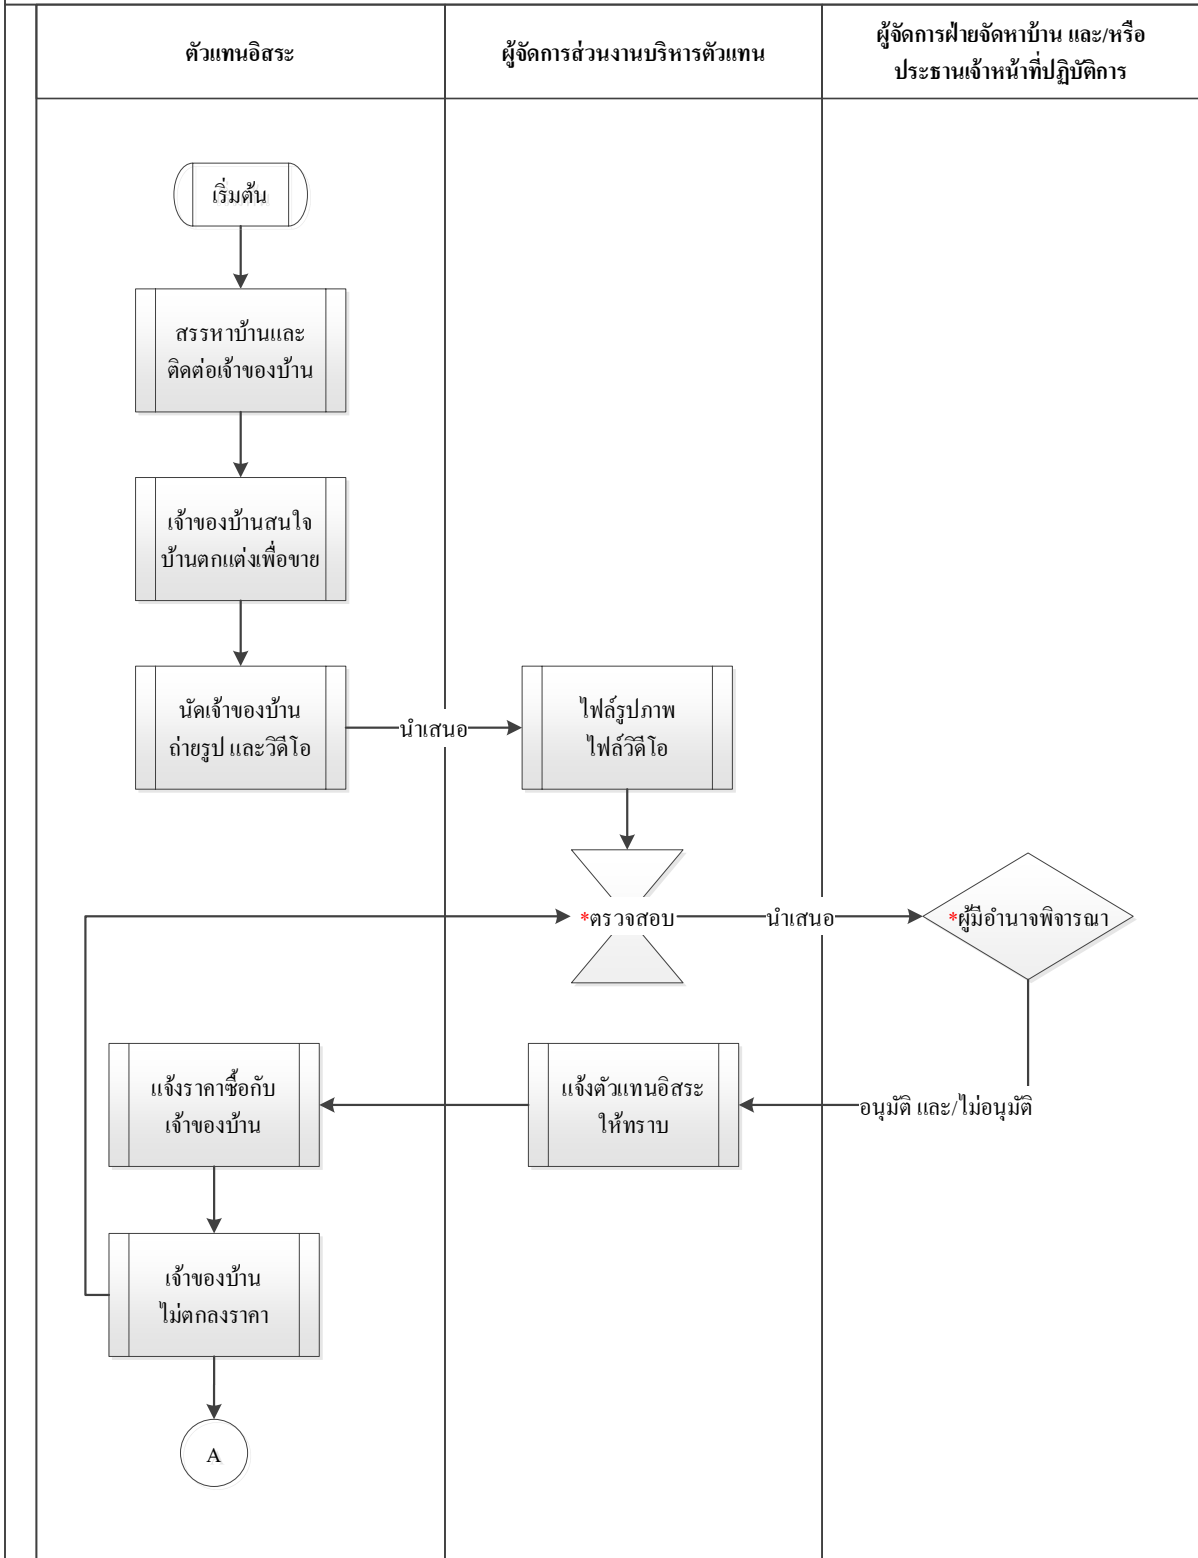 ตัวแทนอิสระ
ผู้จัดการส่วนงานบริหารตัวแทน
ผู้จัดการฝ่ายจัดหาบ้าน และ/หรือ
ประธานเจ้าหน้าที่ปฏิบัติการ
เริ่มต้น
สรรหาบ้านและ
ติดต่อเจ้าของบ้าน
เจ้าของบ้านสนใจ
บ้านตกแต่งเพื่อขาย
นัดเจ้าของบ้าน
ถ่ายรูป และวิดีโอ
นำเสนอ
ไฟล์รูปภาพ
ไฟล์วิดีโอ
*ตรวจสอบ
นำเสนอ
*ผู้มีอำนาจพิจารณา
อนุมัติ และ/ไม่อนุมัติ
แจ้งตัวแทนอิสระ
ให้ทราบ
แจ้งราคาซื้อกับ
เจ้าของบ้าน
เจ้าของบ้าน
ไม่ตกลงราคา
A